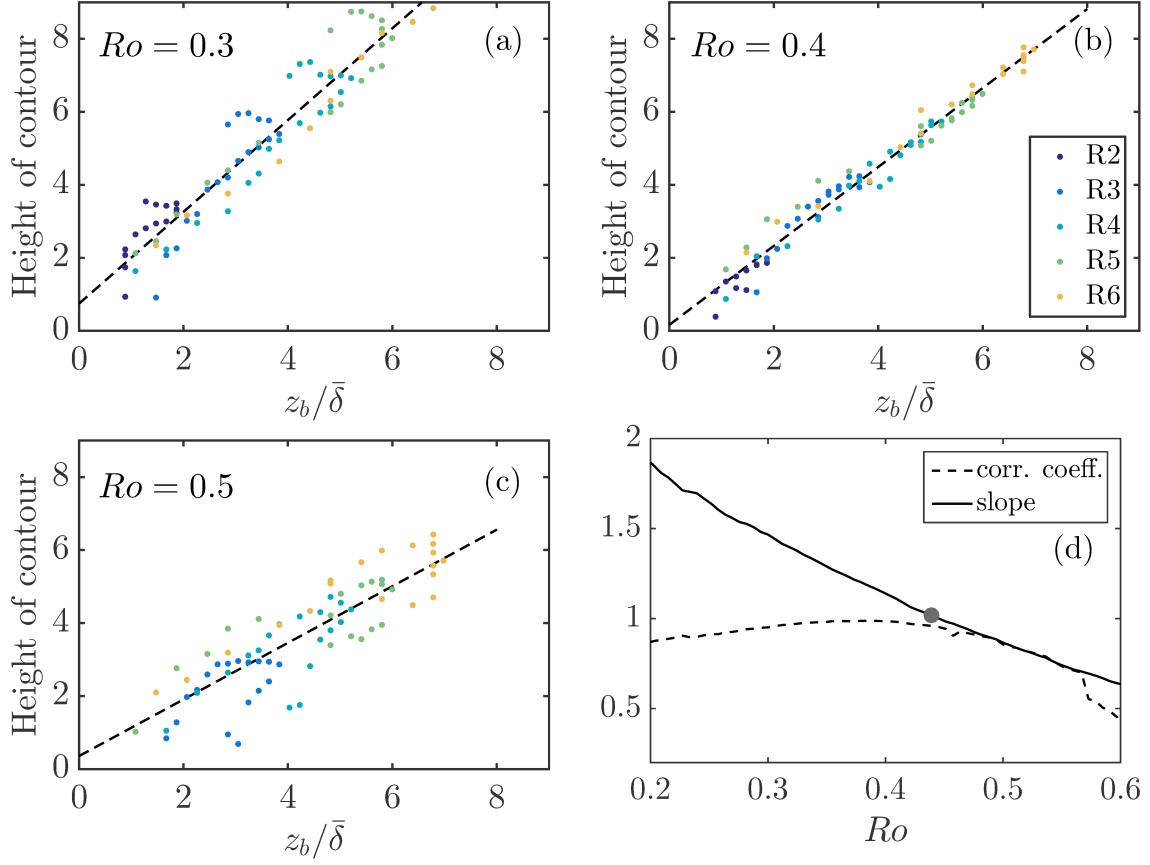 Ro = 0.3
(a)
Height of contour
8
6
4
2
0
0 2 4 6 8
z_b/δ̄
Ro = 0.4
(b)
Height of contour
8
6
4
2
0
0 2 4 6 8
z_b/δ̄
R2
R3
R4
R5
R6
Ro = 0.5
(c)
Height of contour
8
6
4
2
0
0 2 4 6 8
z_b/δ̄
2
1.5
1
0.5
0.2 0.3 0.4 0.5 0.6
Ro
corr. coeff.
slope
(d)